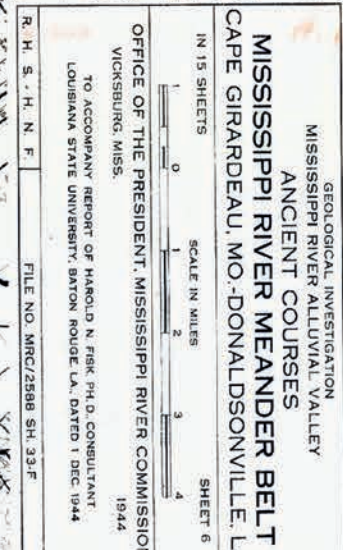 GEOLOGICAL INVESTIGATION
MISSISSIPPI RIVER ALLUVIAL VALLEY
ANCIENT COURSES
MISSISSIPPI RIVER MEANDER BELT
CAPE GIRARDEAU, MO.-DONALDSONVILLE, L
IN 15 SHEETS SCALE IN MILES SHEET 6
1 0 1 2 3 4
OFFICE OF THE PRESIDENT, MISSISSIPPI RIVER COMMISSIO
VICKSBURG, MISS. 1944
TO ACCOMPANY REPORT OF HAROLD N. FISK, PH.D., CONSULTANT
LOUISIANA STATE UNIVERSITY, BATON ROUGE, LA., DATED 1 DEC. 1944
R. H. S. - H. N. F. FILE NO. MRC/2588 SH. 33-F